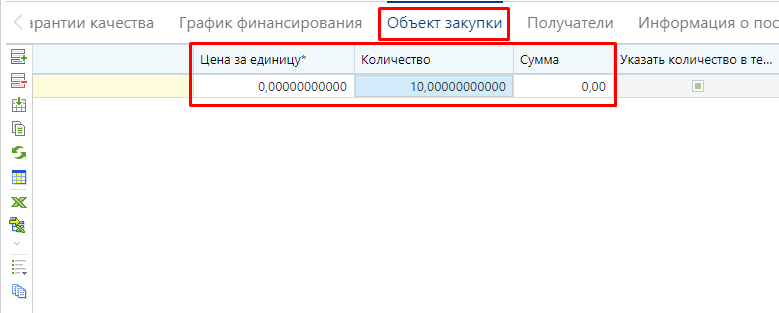 арантии качества График финансирования Объект закупки Получатели Информация о пос
Цена за единицу* Количество Сумма Указать количество в те...
0,00000000000 10,00000000000 0,00